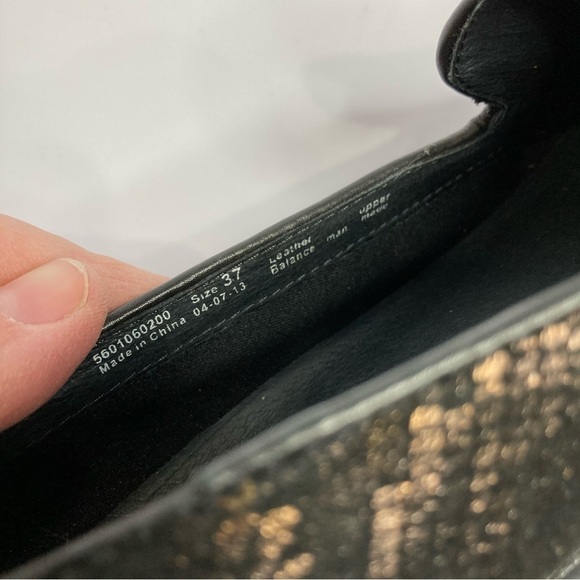 5601060200 Size 37
Made in China 04-07-13
Leather upper
Balance man made